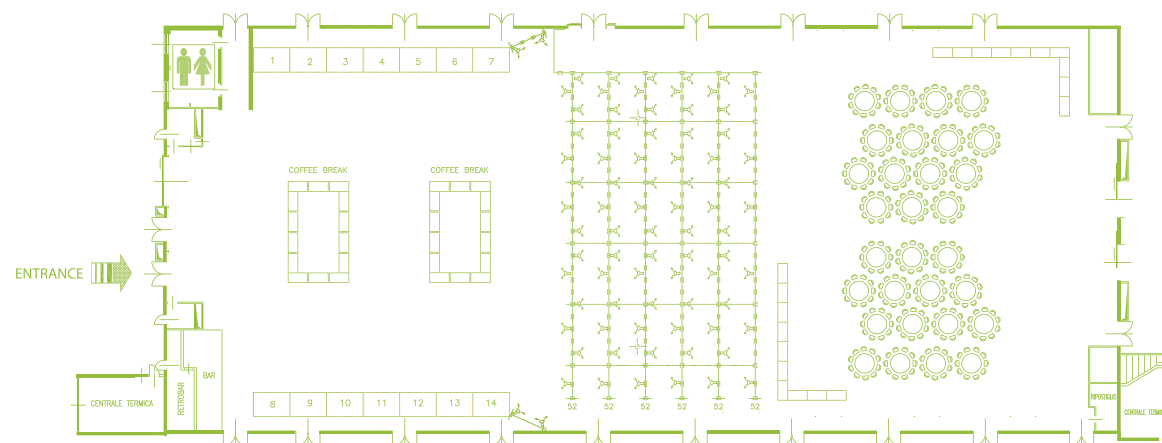 1 2 3 4 5 6 7
COFFEE BREAK COFFEE BREAK
ENTRANCE
BAR
RETROBAR
CENTRALE TERMICA
8 9 10 11 12 13 14
52 52 52 52 52 52
RIPOSTIGLIO
CENTRALE TERMI